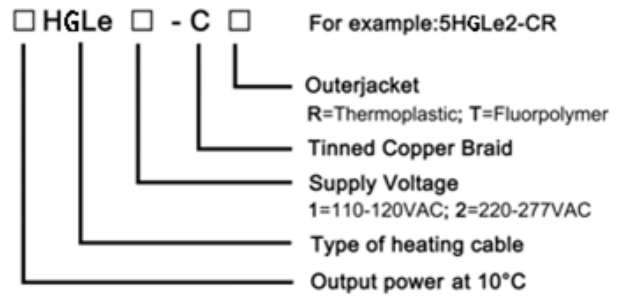 □ HGLe □ - C □ For example:5HGLe2-CR
Outerjacket
R=Thermoplastic; T=Fluorpolymer
Tinned Copper Braid
Supply Voltage
1=110-120VAC; 2=220-277VAC
Type of heating cable
Output power at 10°C